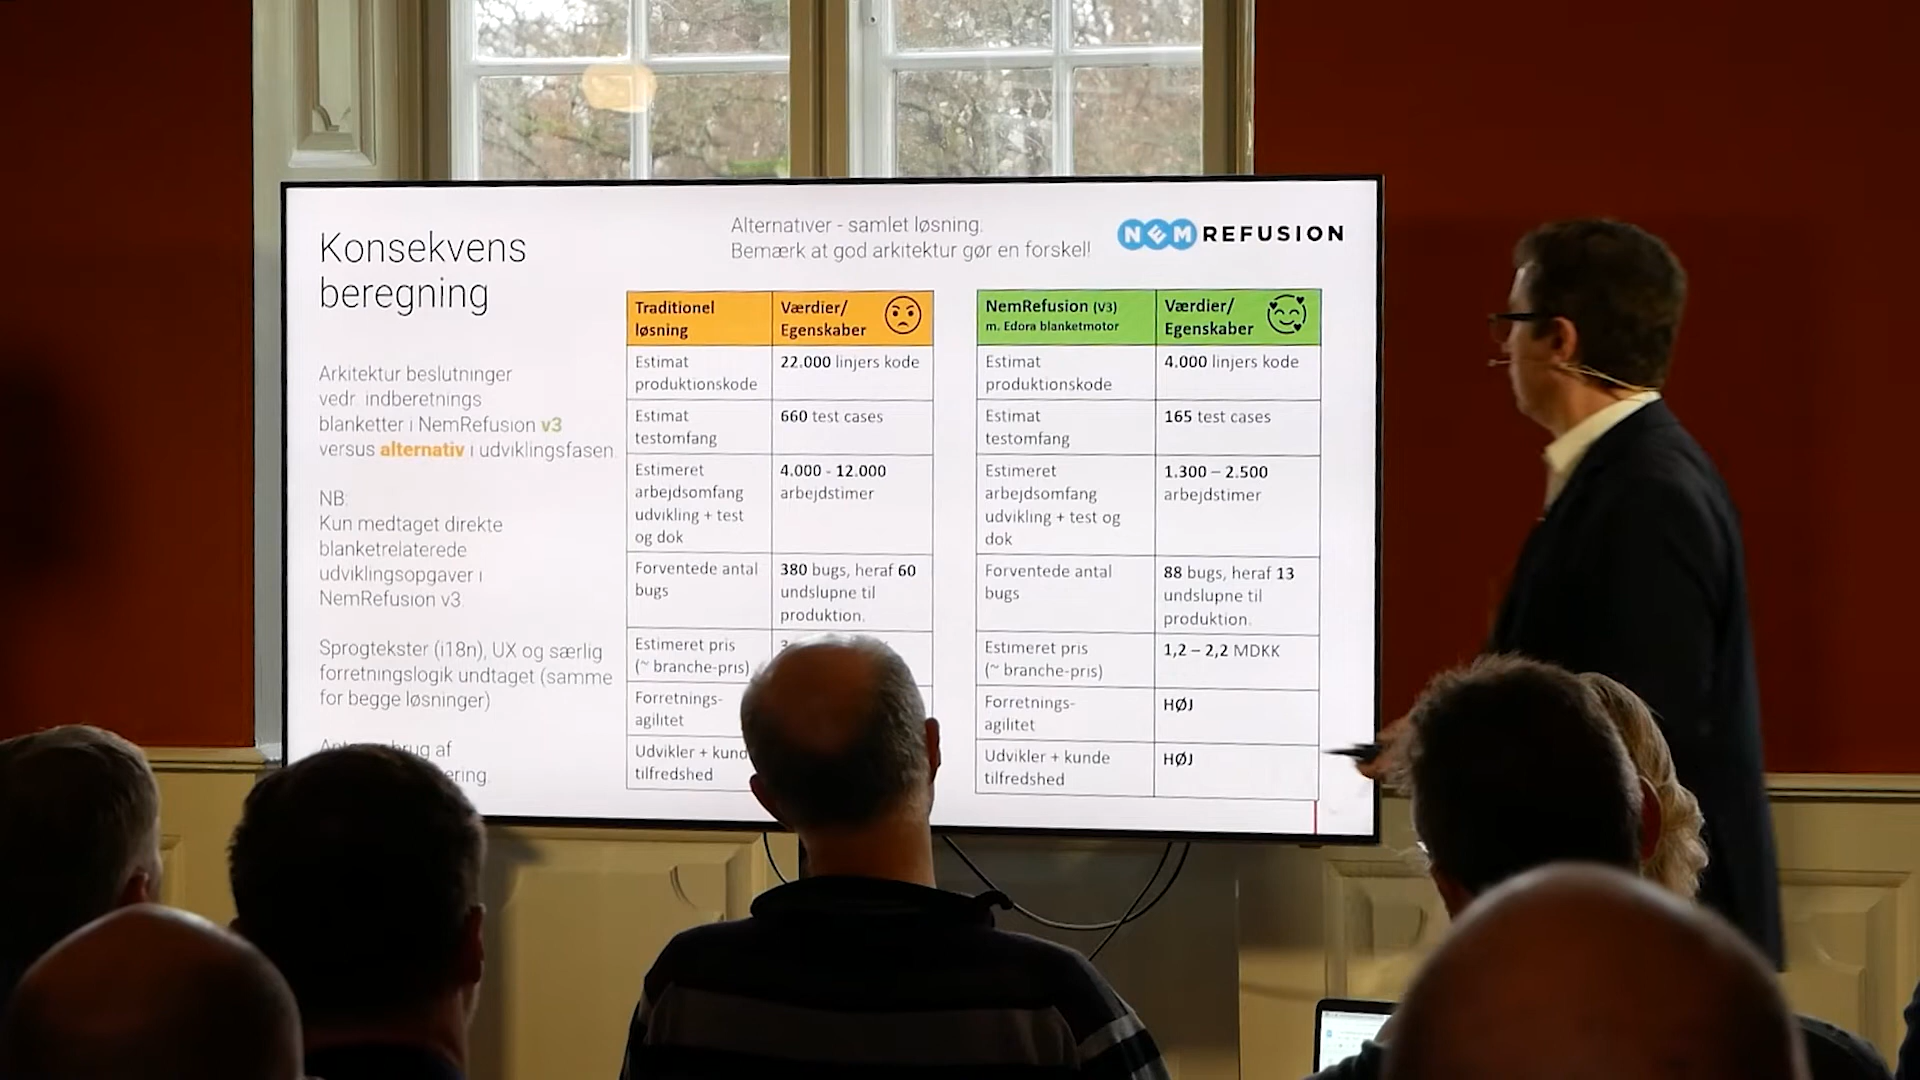 Konsekvens
beregning
Alternativer - samlet løsning.
Bemærk at god arkitektur gør en forskel!
NEM REFUSION
Arkitektur beslutninger
vedr. indberetnings
blanketter i NemRefusion v3
versus alternativ i udviklingsfasen.
NB:
Kun medtaget direkte
blanketrelaterede
udviklingsopgaver i
NemRefusion v3.
Sprogtekster (i18n), UX og særlig
forretningslogik undtaget (samme
for begge løsninger)
brug af
Traditionel
løsning
Værdier/
Egenskaber
Estimat
produktionskode
22.000 linjers kode
Estimat
testomfang
660 test cases
Estimeret
arbejdsomfang
udvikling + test
og dok
4.000 - 12.000
arbejdstimer
Forventede antal
bugs
380 bugs, heraf 60
undslupne til
produktion.
Estimeret pris
(~ branche-pris)
Forretnings-
agilitet
Udvikler + kunde
tilfredshed
NemRefusion (V3)
m. Edora blanketmotor
Værdier/
Egenskaber
Estimat
produktionskode
4.000 linjers kode
Estimat
testomfang
165 test cases
Estimeret
arbejdsomfang
udvikling + test og
dok
1.300 – 2.500
arbejdstimer
Forventede antal
bugs
88 bugs, heraf 13
undslupne til
produktion.
Estimeret pris
(~ branche-pris)
1,2 – 2,2 MDKK
Forretnings-
agilitet
HØJ
Udvikler + kunde
tilfredshed
HØJ